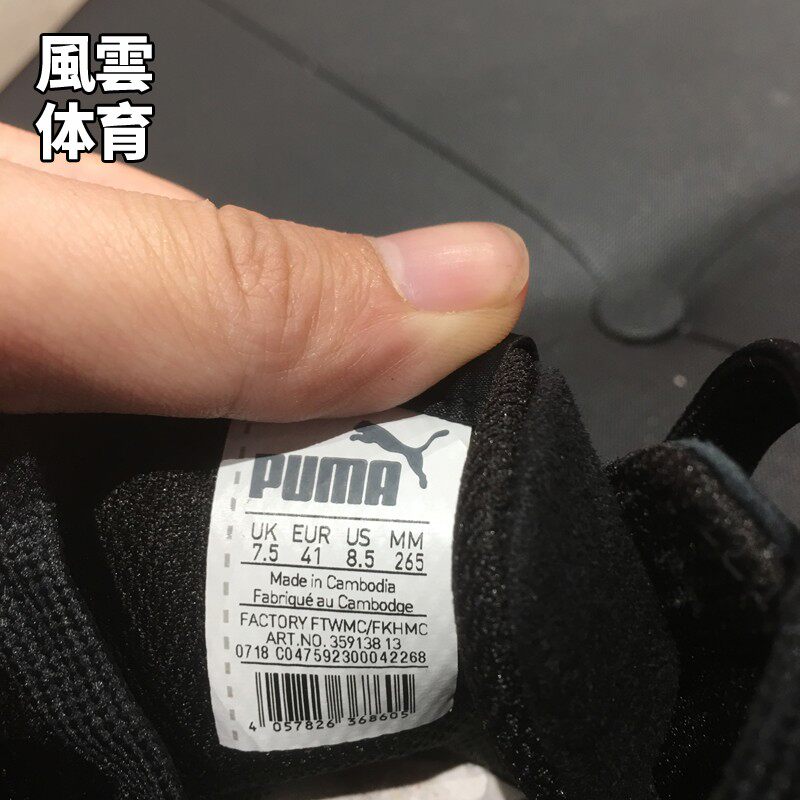 風雲
体育
PUMA
UK EUR US MM
7.5 41 8.5 265
Made in Cambodia
Fabriqué au Cambodge
FACTORY FTWMC/FKHMC
ART.NO. 359138 13
0718 C047592300042268
4 057826 368605